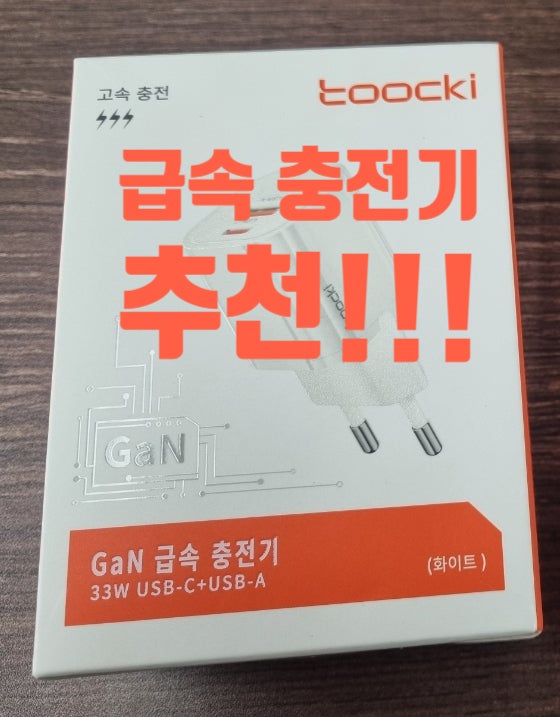 고속 충전
toocki
급속 충전기
추천!!!
toocki
GaN
GaN 급속 충전기
33W USB-C+USB-A
(화이트)